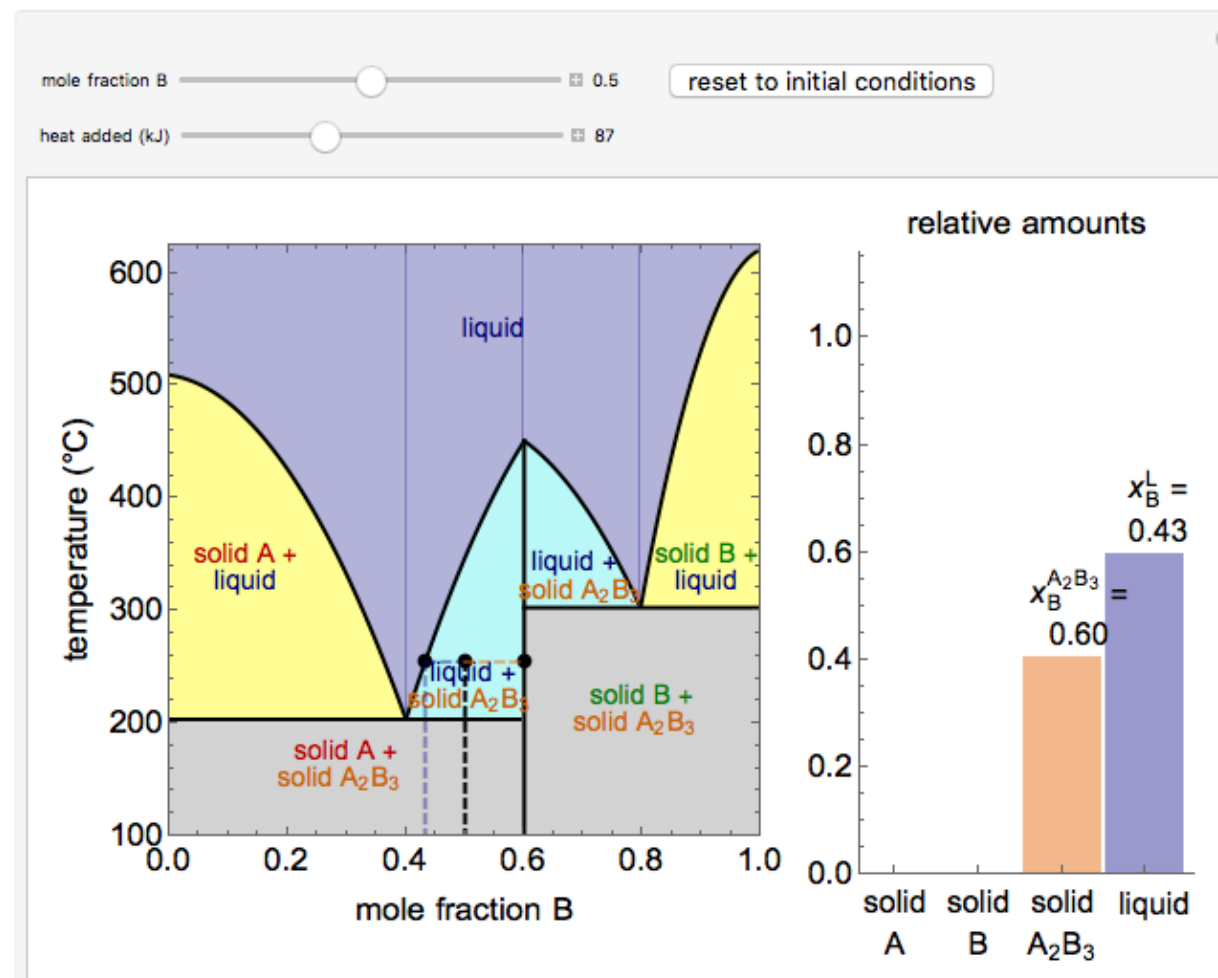 mole fraction B 0.5 reset to initial conditions
heat added (kJ) 87
relative amounts
temperature (°C)
600
500
400
300
200
100
liquid
solid A +
liquid
liquid +
solid A₂B₃
solid B +
liquid
liquid +
solid A₂B₃
solid B +
solid A₂B₃
solid A +
solid A₂B₃
0.0 0.2 0.4 0.6 0.8 1.0
mole fraction B
1.0
0.8
0.6
0.4
0.2
0.0
x_B^L =
0.43
x_B^{A₂B₃} =
0.60
solid solid solid liquid
A B A₂B₃